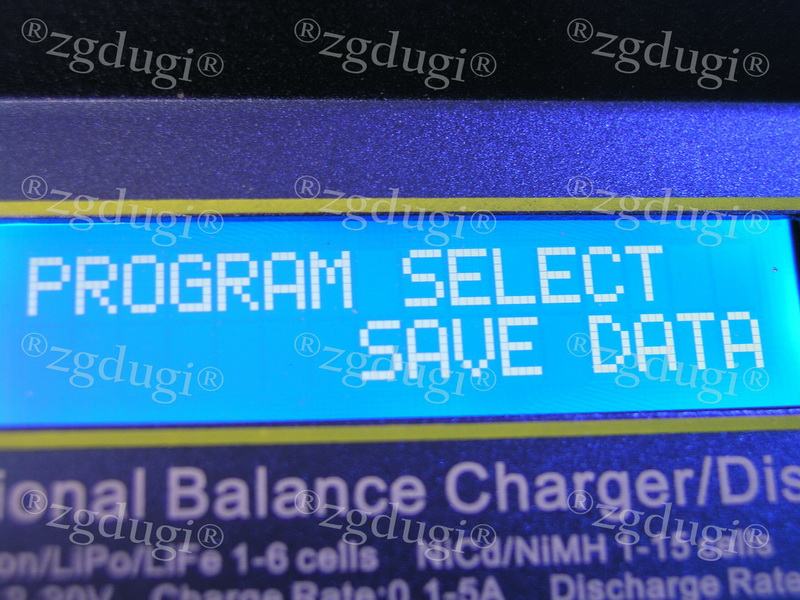 ®zgdugi® ®zgdugi® ®zgdugi®
®zgdugi® ®zgdugi® ®zgdugi®
PROGRAM SELECT
SAVE DATA
®zgdugi® ®zgdugi® ®zgdugi®
ional Balance Charger/Dis
®zgdugi® ®zgdugi® ®zgdugi®
on/LiPo/LiFe 1-6 cells NiCd/NiMH 1-15 cells
Charge Rate:0.1-5A Discharge Rate